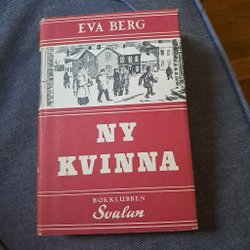 EVA BERG
NY
KVINNA
BOKKLUBBEN
Svalan